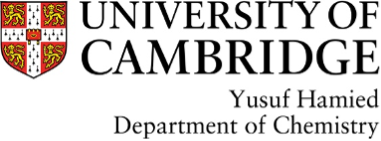 UNIVERSITY OF
CAMBRIDGE
Yusuf Hamied
Department of Chemistry